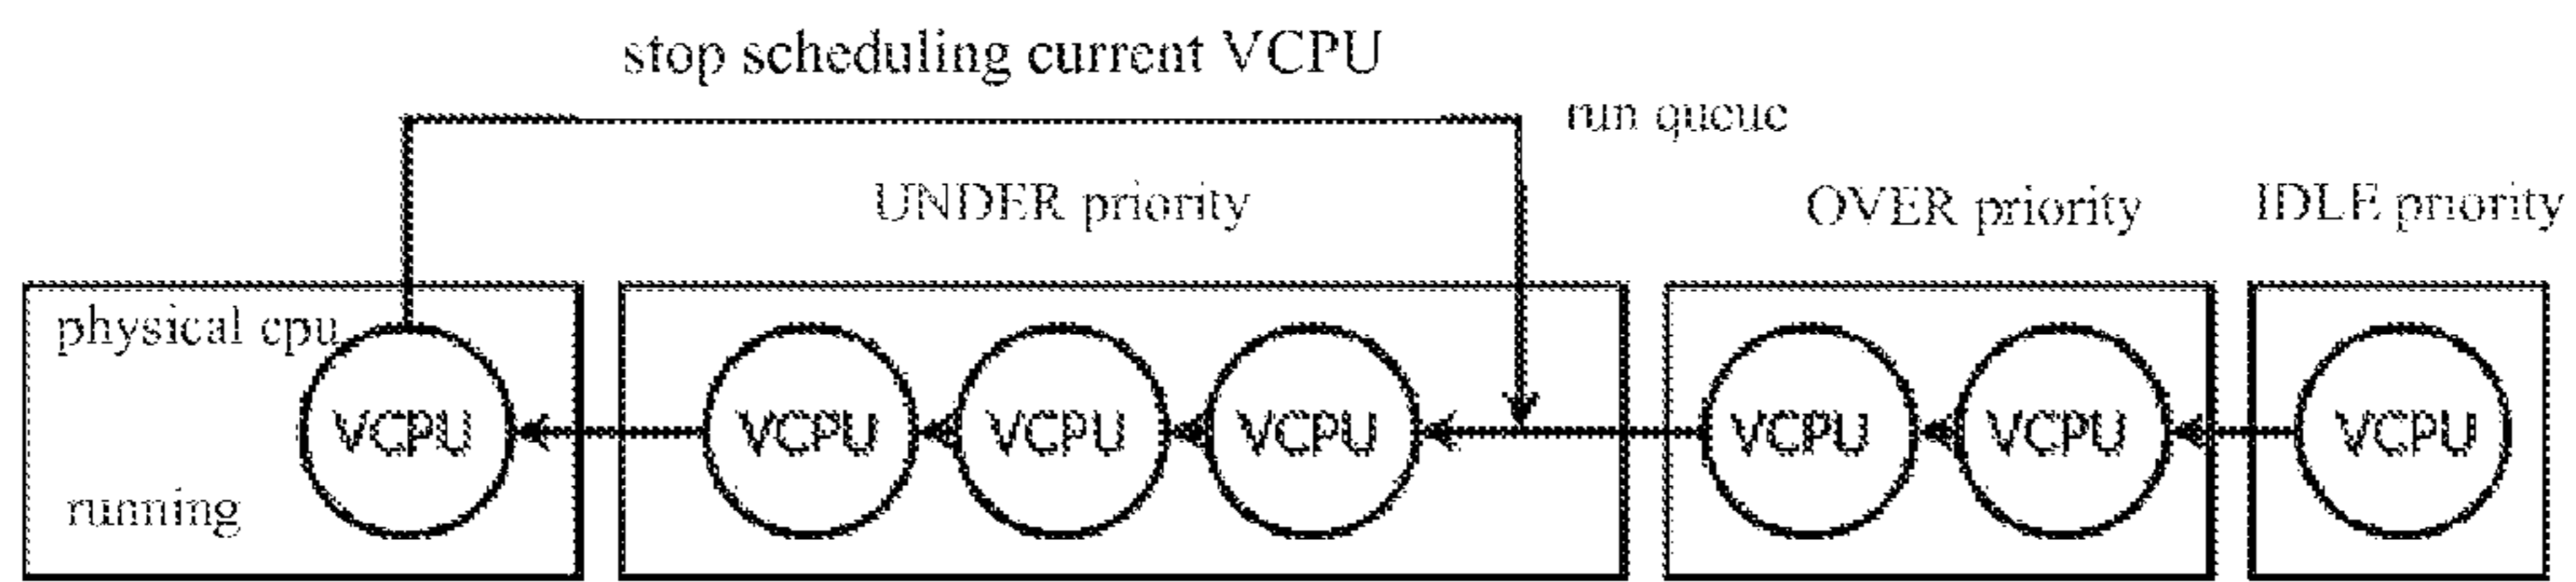 stop scheduling current VCPU
run queue
UNDER priority
OVER priority
IDLE priority
physical cpu
VCPU
VCPU
VCPU
VCPU
VCPU
VCPU
VCPU
running